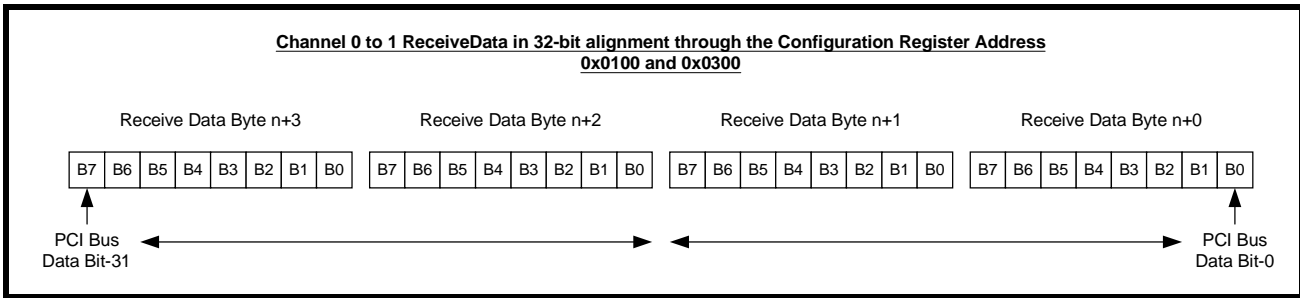 Channel 0 to 1 ReceiveData in 32-bit alignment through the Configuration Register Address
0x0100 and 0x0300
Receive Data Byte n+3 Receive Data Byte n+2 Receive Data Byte n+1 Receive Data Byte n+0
B7 B6 B5 B4 B3 B2 B1 B0 B7 B6 B5 B4 B3 B2 B1 B0 B7 B6 B5 B4 B3 B2 B1 B0 B7 B6 B5 B4 B3 B2 B1 B0
PCI Bus PCI Bus
Data Bit-31 Data Bit-0